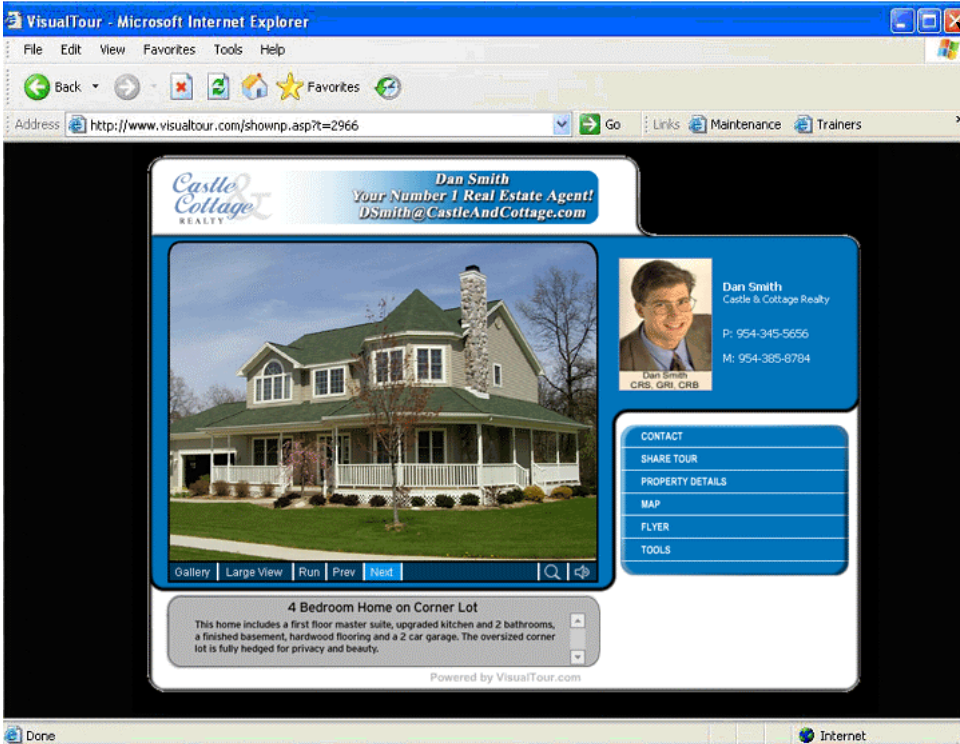 VisualTour - Microsoft Internet Explorer
File Edit View Favorites Tools Help
Back Favorites
Address http://www.visualtour.com/shownp.asp?t=2966 Go Links Maintenance Trainers »
Castle &
Cottage
REALTY
Dan Smith
Your Number 1 Real Estate Agent!
DSmith@CastleAndCottage.com
Dan Smith
Castle & Cottage Realty
P: 954-345-5656
M: 954-385-8784
Dan Smith
CRS, GRI, CRB
CONTACT
SHARE TOUR
PROPERTY DETAILS
MAP
FLYER
TOOLS
Gallery Large View Run Prev Next
4 Bedroom Home on Corner Lot
This home includes a first floor master suite, upgraded kitchen and 2 bathrooms,
a finished basement, hardwood flooring and a 2 car garage. The oversized corner
lot is fully hedged for privacy and beauty.
Powered by VisualTour.com
Done Internet